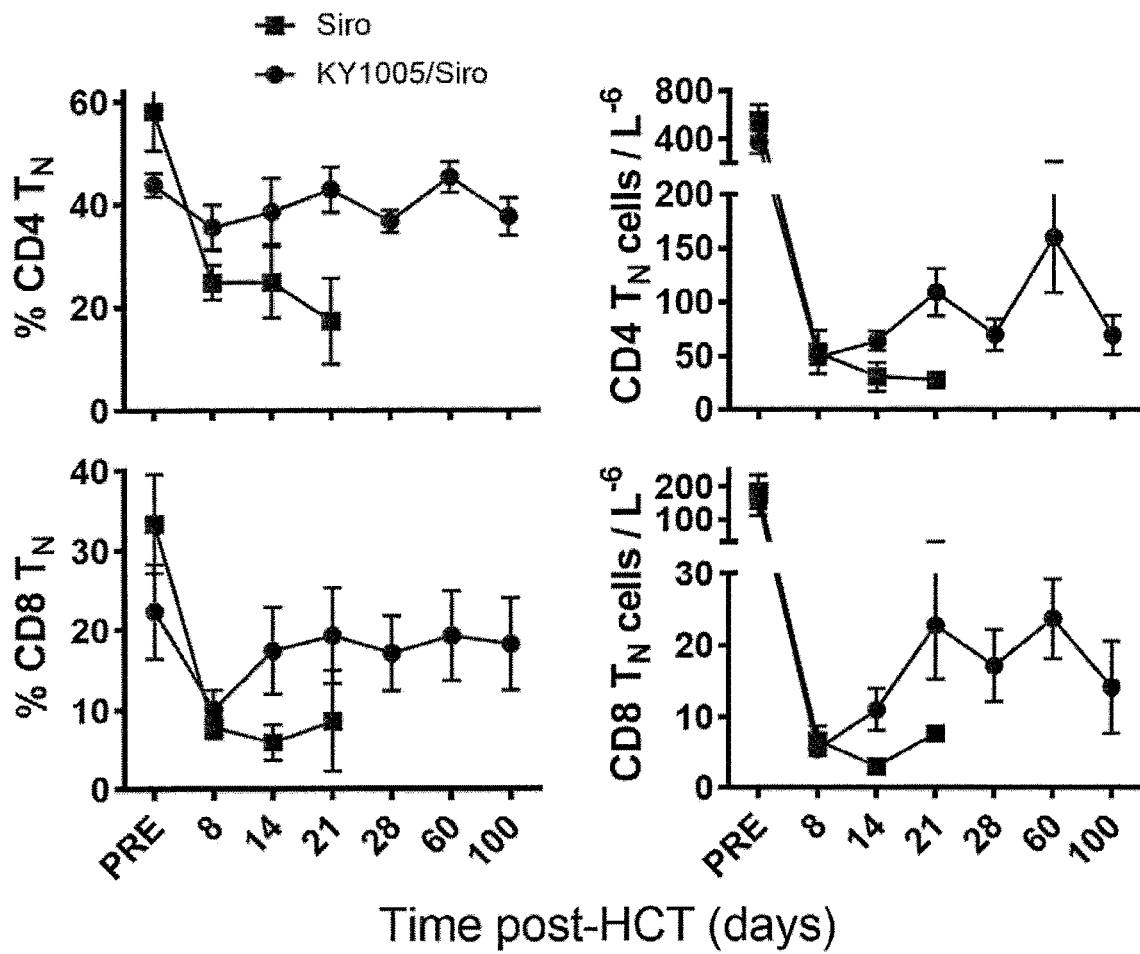 Siro
KY1005/Siro
% CD4 TN
60
40
20
0
CD4 TN cells / L-6
800
400
200
150
100
50
0
% CD8 TN
40
30
20
10
0
PRE 8 14 21 28 60 100
CD8 TN cells / L-6
200
100
30
20
10
0
PRE 8 14 21 28 60 100
Time post-HCT (days)